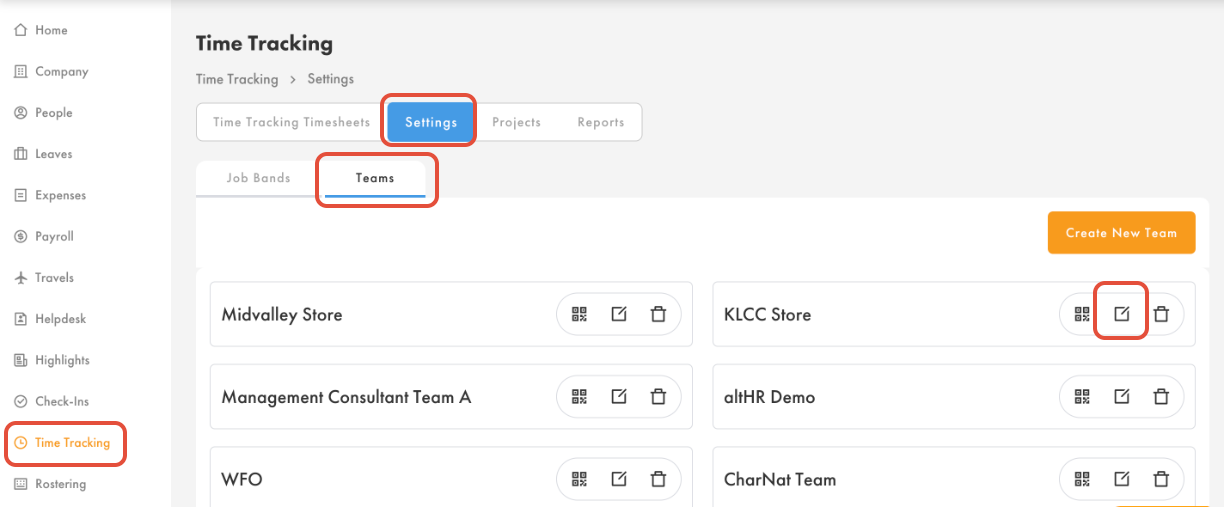 Home
Company
People
Leaves
Expenses
Payroll
Travels
Helpdesk
Highlights
Check-Ins
Time Tracking
Rostering
Time Tracking
Time Tracking > Settings
Time Tracking Timesheets Settings Projects Reports
Job Bands Teams
Create New Team
Midvalley Store
KLCC Store
Management Consultant Team A
altHR Demo
WFO
CharNat Team